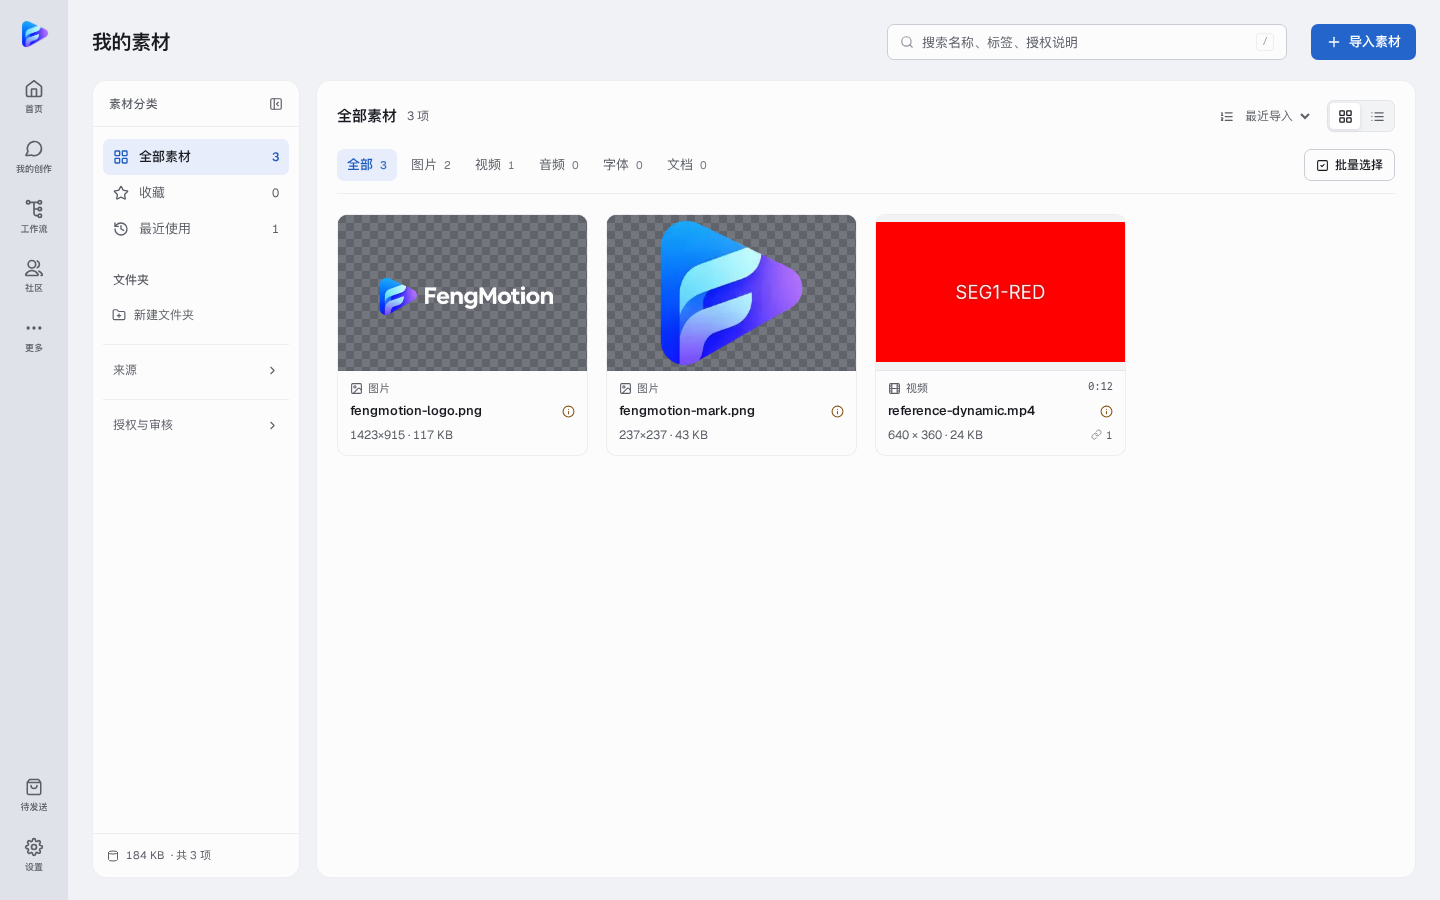 我的素材
搜索名称、标签、授权说明
/
导入素材
首页
我的创作
工作流
社区
更多
待发送
设置
素材分类
全部素材 3
收藏 0
最近使用 1
文件夹
新建文件夹
来源
授权与审核
184 KB · 共 3 项
全部素材 3 项
最近导入
全部 3 图片 2 视频 1 音频 0 字体 0 文档 0
批量选择
FengMotion
图片
fengmotion-logo.png
1423×915 · 117 KB
图片
fengmotion-mark.png
237×237 · 43 KB
SEG1-RED
视频 0:12
reference-dynamic.mp4
640 × 360 · 24 KB 1